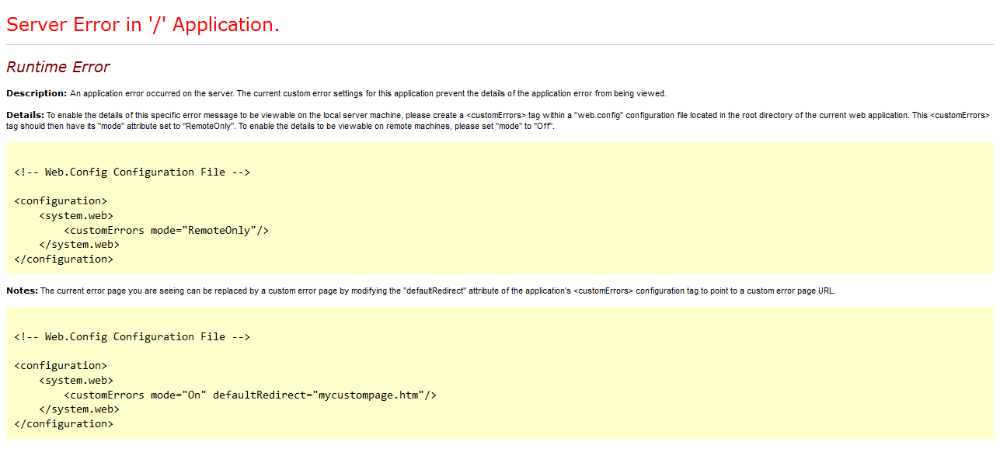 Server Error in '/' Application.
Runtime Error
Description: An application error occurred on the server. The current custom error settings for this application prevent the details of the application error from being viewed.
Details: To enable the details of this specific error message to be viewable on the local server machine, please create a <customErrors> tag within a "web.config" configuration file located in the root directory of the current web application. This <customErrors>
tag should then have its "mode" attribute set to "RemoteOnly". To enable the details to be viewable on remote machines, please set "mode" to "Off".
<!-- Web.Config Configuration File -->
<configuration>
    <system.web>
        <customErrors mode="RemoteOnly"/>
    </system.web>
</configuration>
Notes: The current error page you are seeing can be replaced by a custom error page by modifying the "defaultRedirect" attribute of the application's <customErrors> configuration tag to point to a custom error page URL.
<!-- Web.Config Configuration File -->
<configuration>
    <system.web>
        <customErrors mode="On" defaultRedirect="mycustompage.htm"/>
    </system.web>
</configuration>